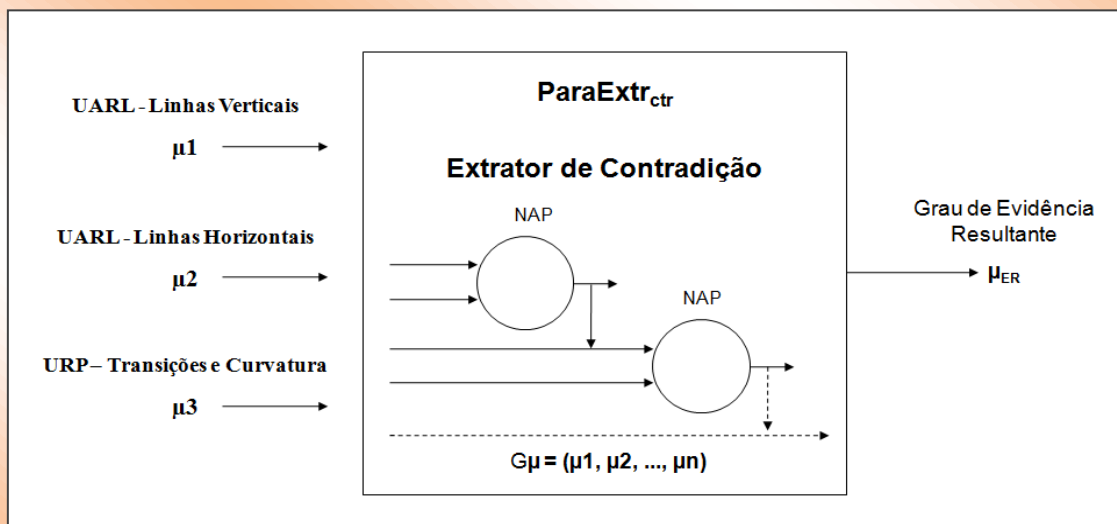 UARL - Linhas Verticais
µ1
UARL - Linhas Horizontais
µ2
URP – Transições e Curvatura
µ3
ParaExtrctr
Extrator de Contradição
NAP
NAP
Gµ = (µ1, µ2, ..., µn)
Grau de Evidência
Resultante
µER